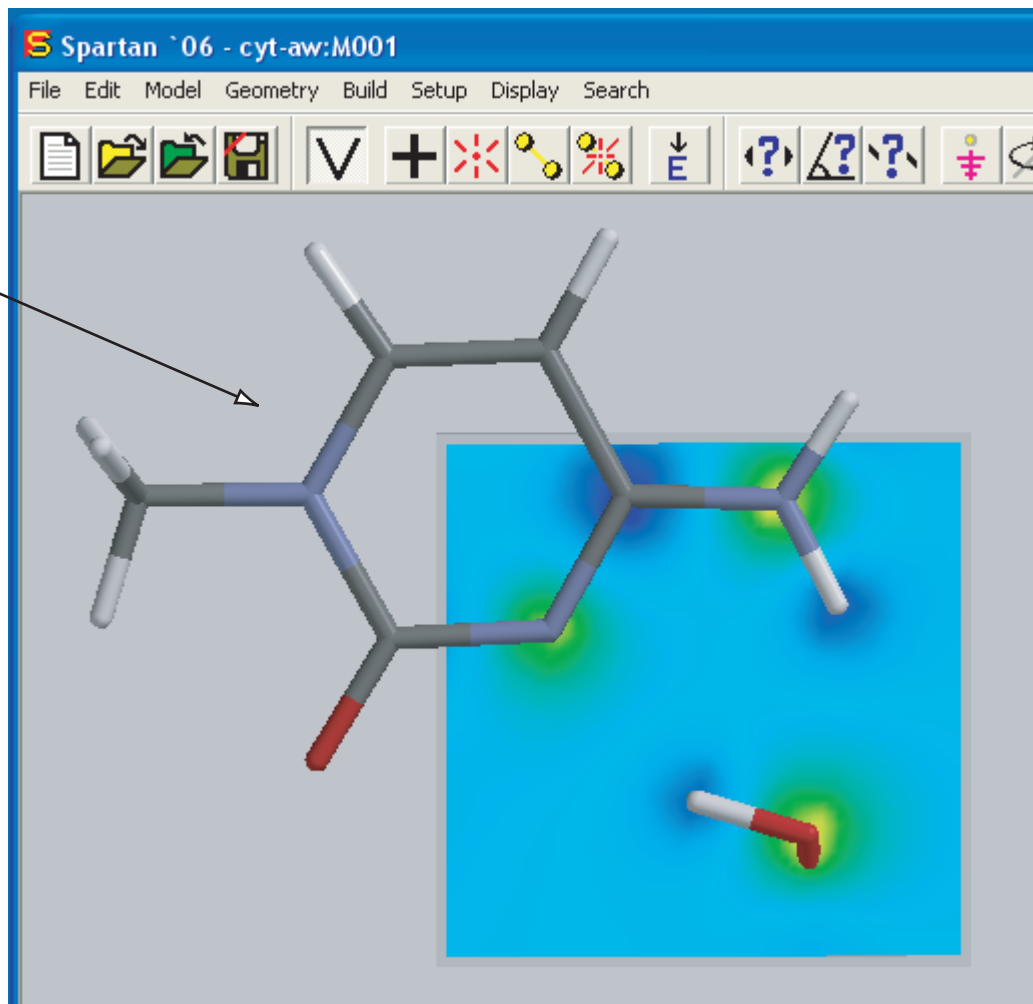 S Spartan `06 - cyt-aw:M001
File Edit Model Geometry Build Setup Display Search
V E ? ? ?